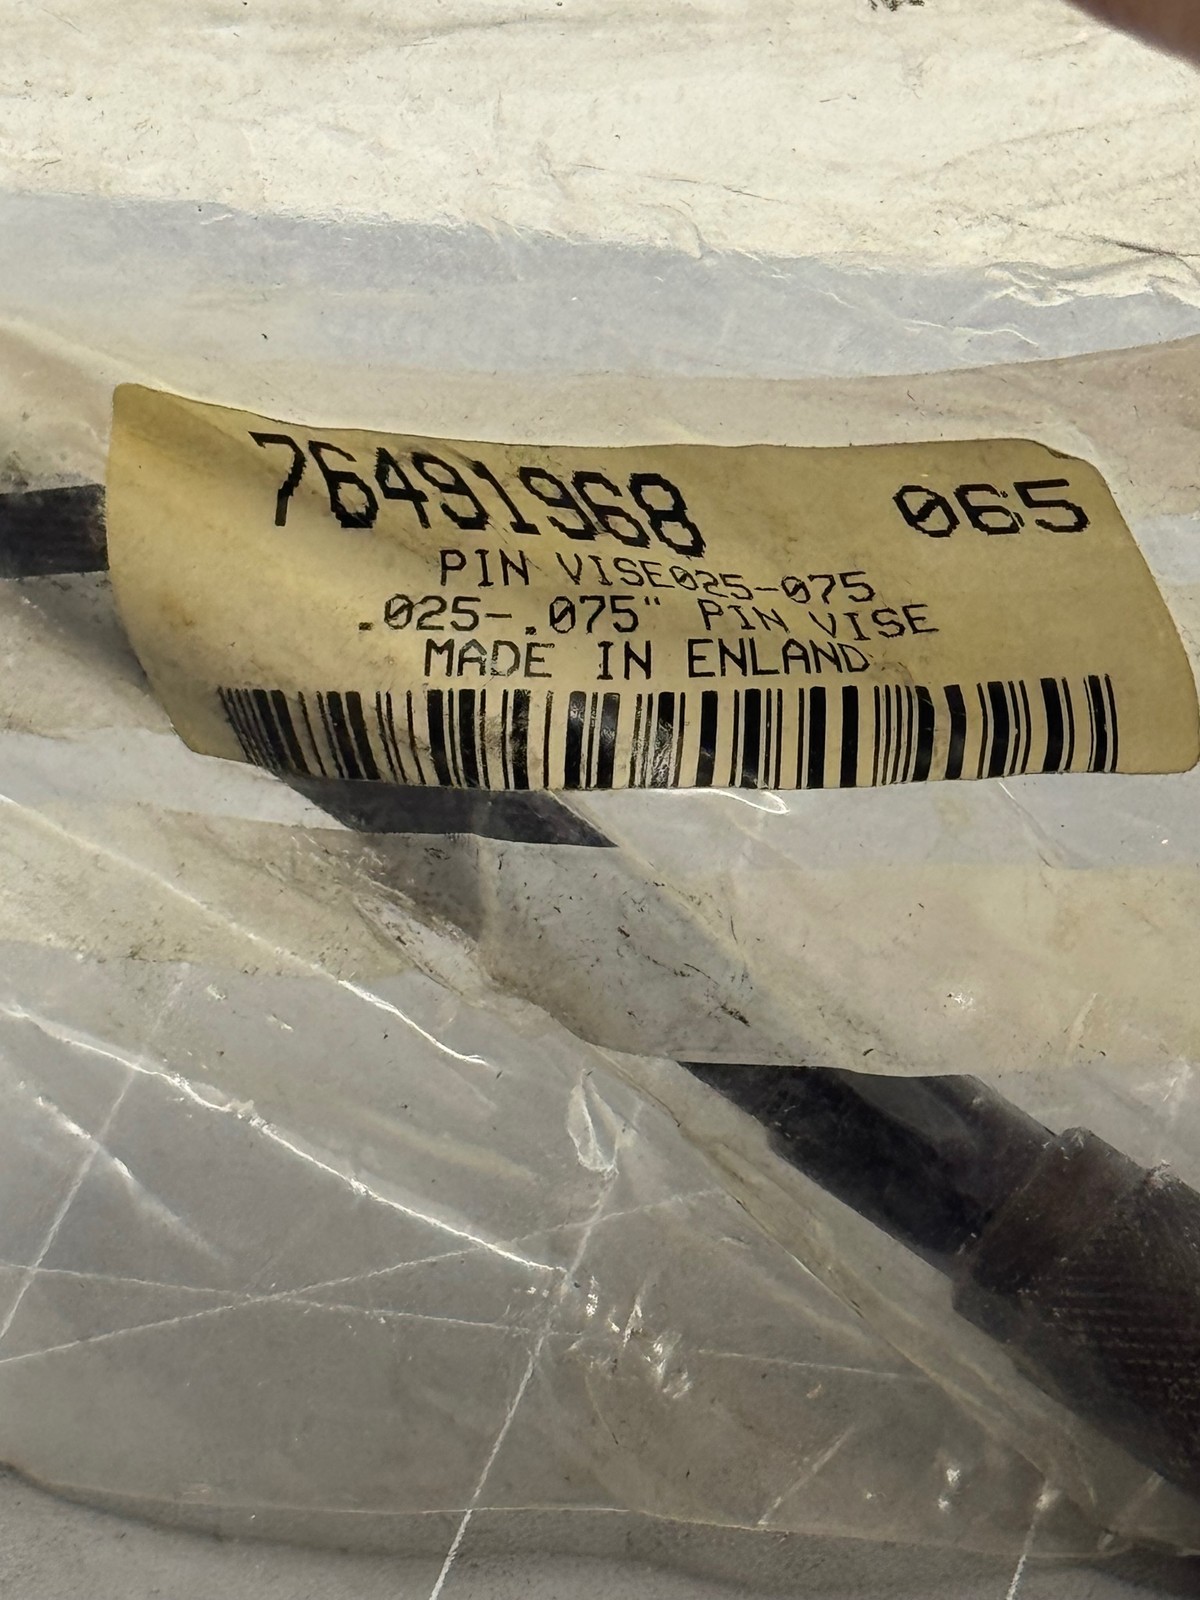 76491968 065
PIN VISE025-075
.025-.075" PIN VISE
MADE IN ENLAND